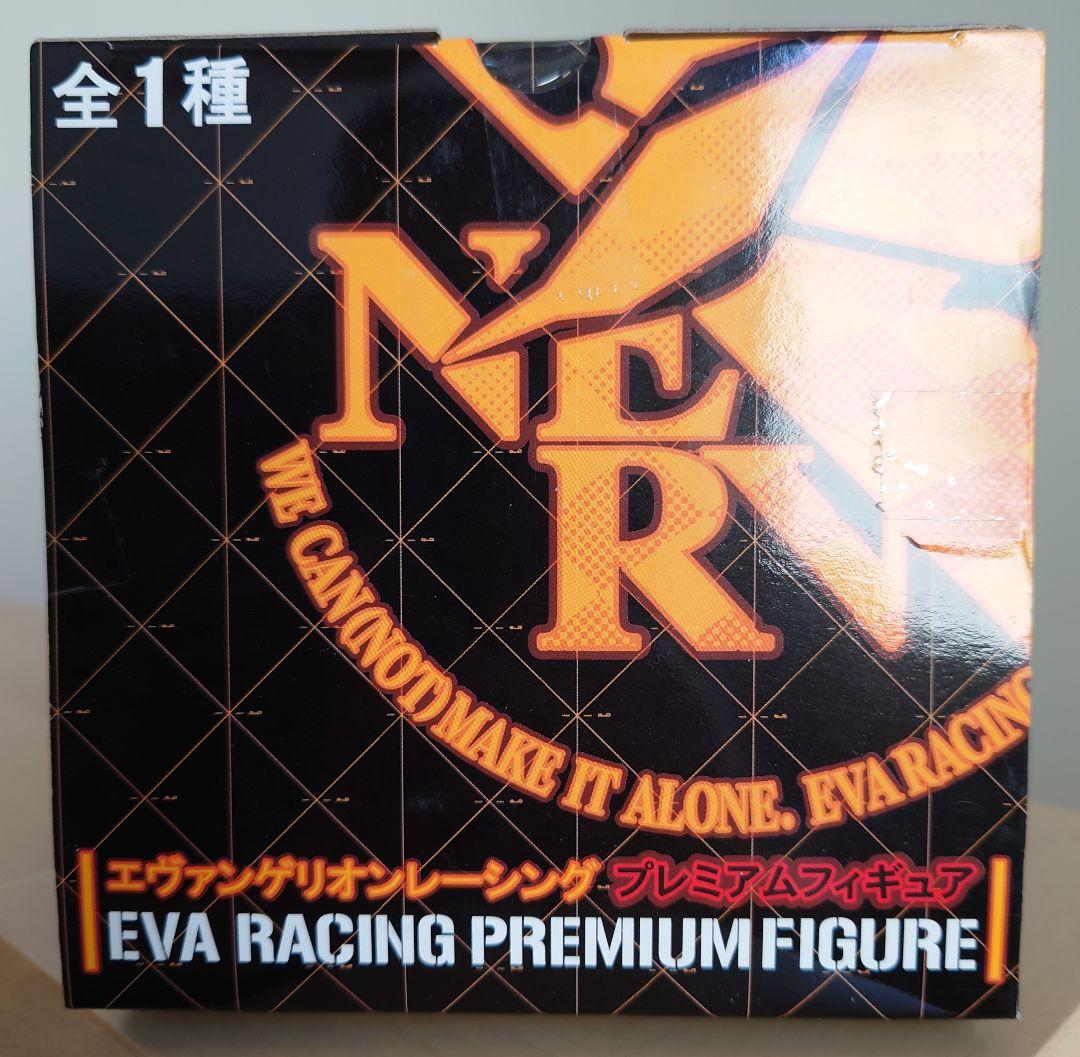 全1種
NERV
WE CAN(NOT) MAKE IT ALONE. EVA RACING
エヴァンゲリオンレーシング プレミアムフィギュア
EVA RACING PREMIUM FIGURE